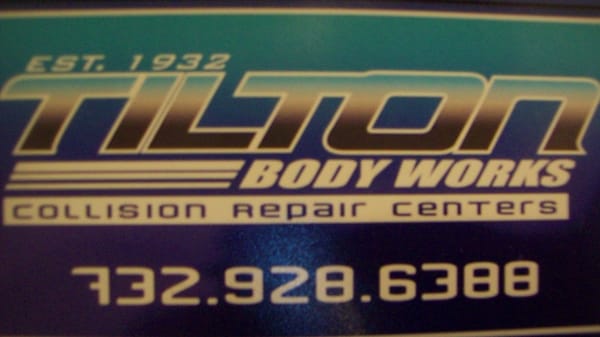 EST. 1932
TILTON
BODY WORKS
COLLISION Repair CenTers
732.928.6388